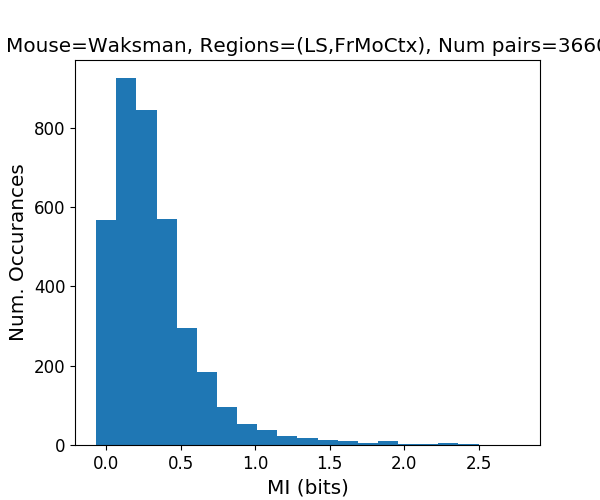 Mouse=Waksman, Regions=(LS,FrMoCtx), Num pairs=3660
Num. Occurances
800
600
400
200
0
0.0 0.5 1.0 1.5 2.0 2.5
MI (bits)